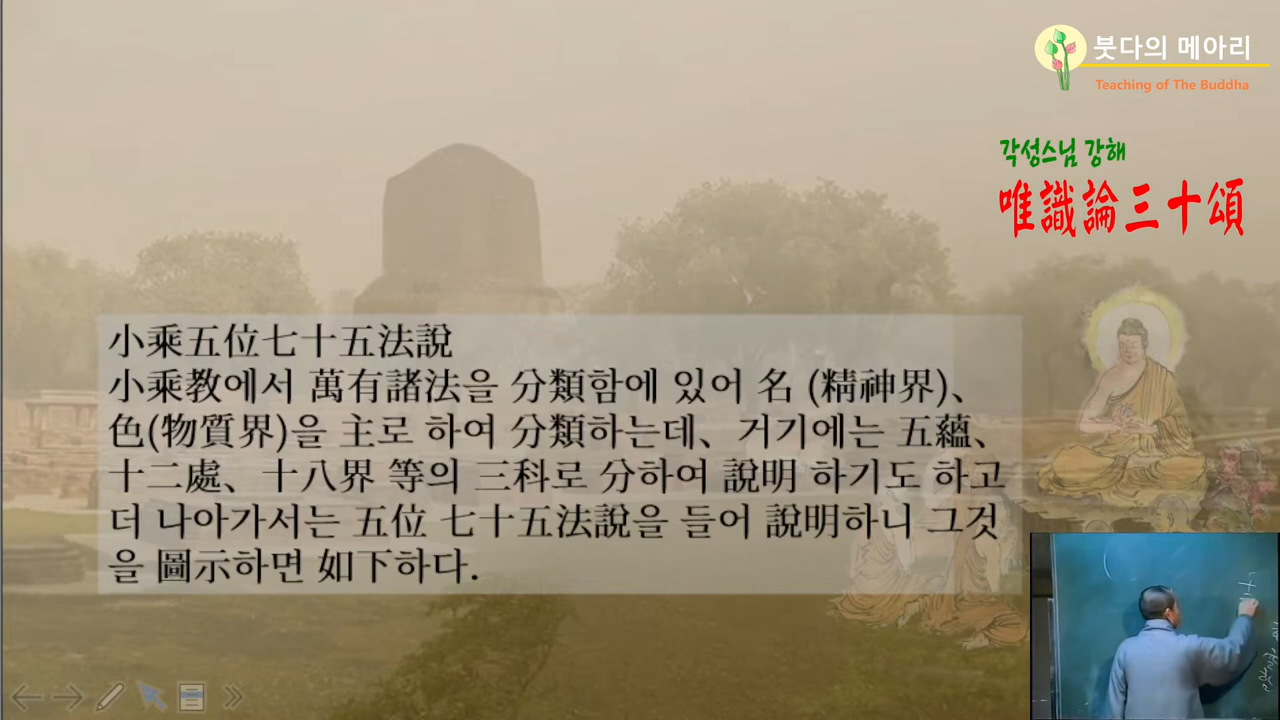 붓다의 메아리
Teaching of The Buddha
각성스님 강해
唯識論三十頌
小乘五位七十五法說
小乘教에서 萬有諸法을 分類함에 있어 名 (精神界)、
色(物質界)을 主로 하여 分類하는데、거기에는 五蘊、
十二處、十八界 等의 三科로 分하여 說明 하기도 하고
더 나아가서는 五位 七十五法說을 들어 說明하니 그것
을 圖示하면 如下하다.